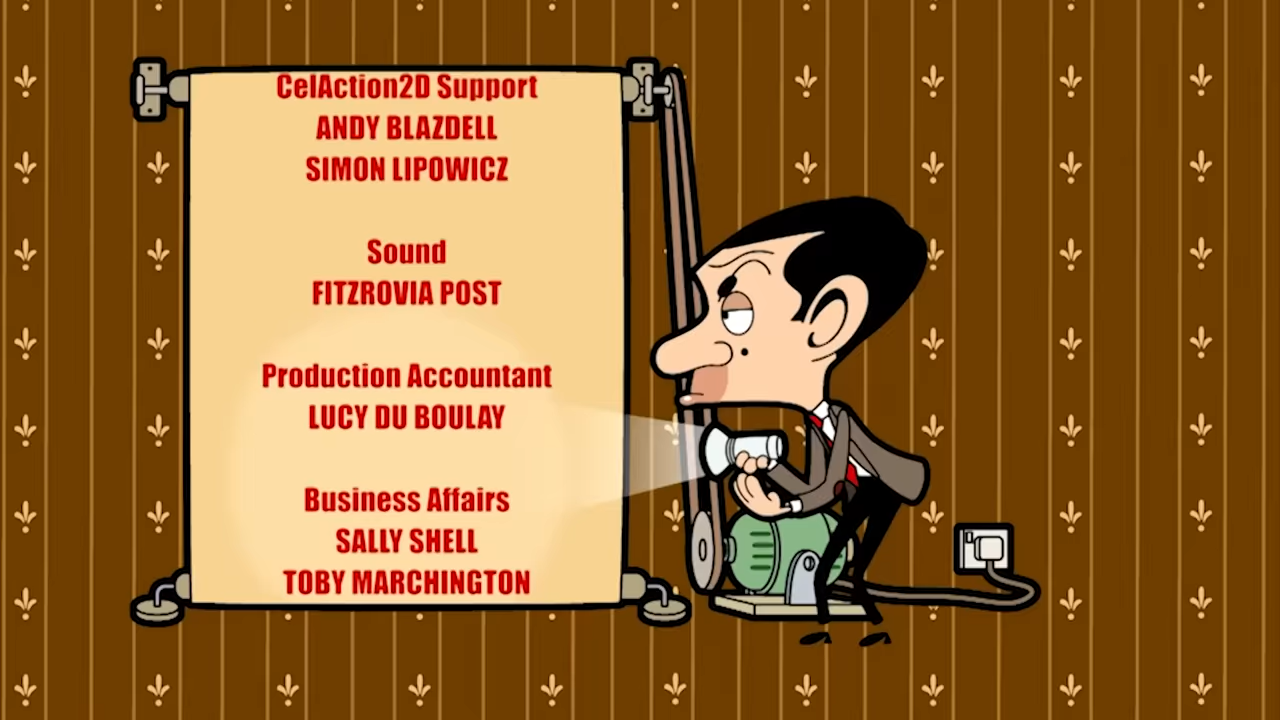 CelAction2D Support
ANDY BLAZDELL
SIMON LIPOWICZ
Sound
FITZROVIA POST
Production Accountant
LUCY DU BOULAY
Business Affairs
SALLY SHELL
TOBY MARCHINGTON